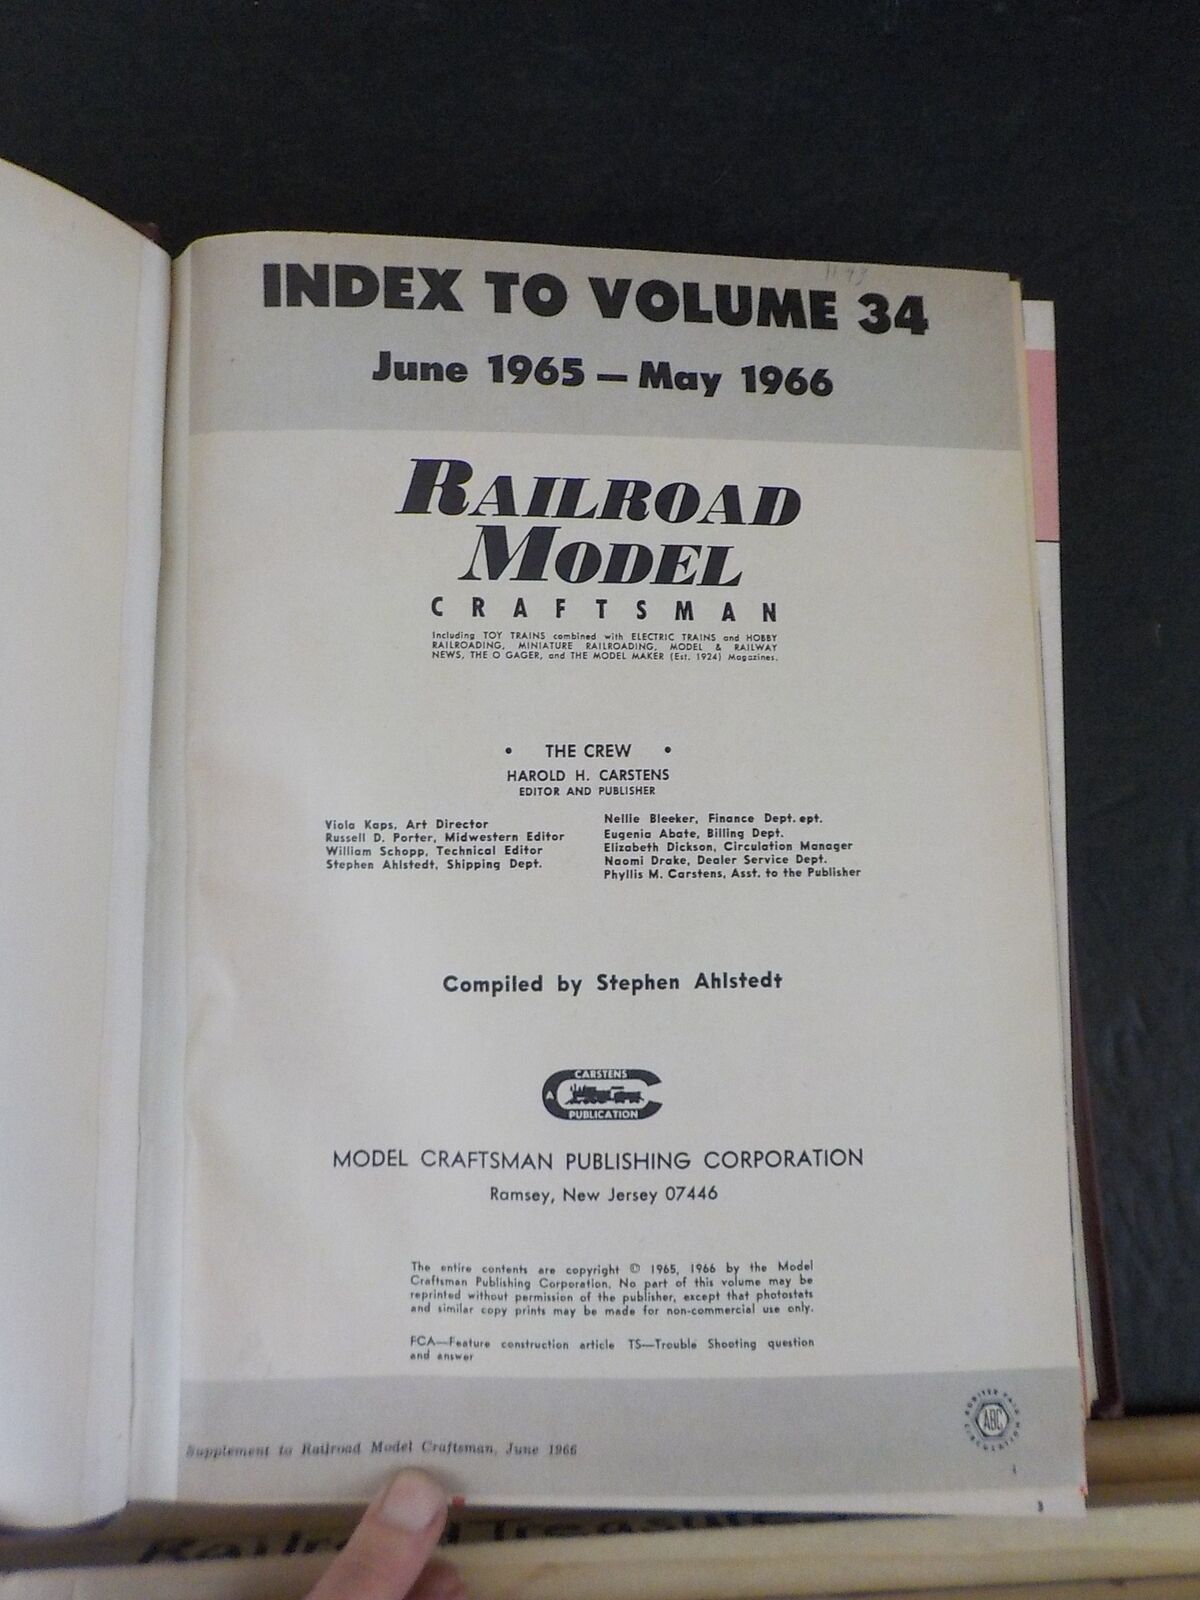 INDEX TO VOLUME 34
June 1965 — May 1966
RAILROAD
MODEL
CRAFTSMAN
Including TOY TRAINS combined with ELECTRIC TRAINS and HOBBY
RAILROADING, MINIATURE RAILROADING, MODEL & RAILWAY
NEWS, THE O GAGER, and THE MODEL MAKER (Est. 1924) Magazines.
• THE CREW •
HAROLD H. CARSTENS
EDITOR AND PUBLISHER
Viola Kaps, Art Director
Russell D. Porter, Midwestern Editor
William Schopp, Technical Editor
Stephen Ahlstedt, Shipping Dept.
Nellie Bleeker, Finance Dept. ept.
Eugenia Abate, Billing Dept.
Elizabeth Dickson, Circulation Manager
Naomi Drake, Dealer Service Dept.
Phyllis M. Carstens, Asst. to the Publisher
Compiled by Stephen Ahlstedt
CARSTENS
A
PUBLICATION
MODEL CRAFTSMAN PUBLISHING CORPORATION
Ramsey, New Jersey 07446
The entire contents are copyright © 1965, 1966 by the Model
Craftsman Publishing Corporation. No part of this volume may be
reprinted without permission of the publisher, except that photostats
and similar copy prints may be made for non-commercial use only.
FCA—Feature construction article TS—Trouble Shooting question
and answer
ABC
Supplement to Railroad Model Craftsman, June 1966
3